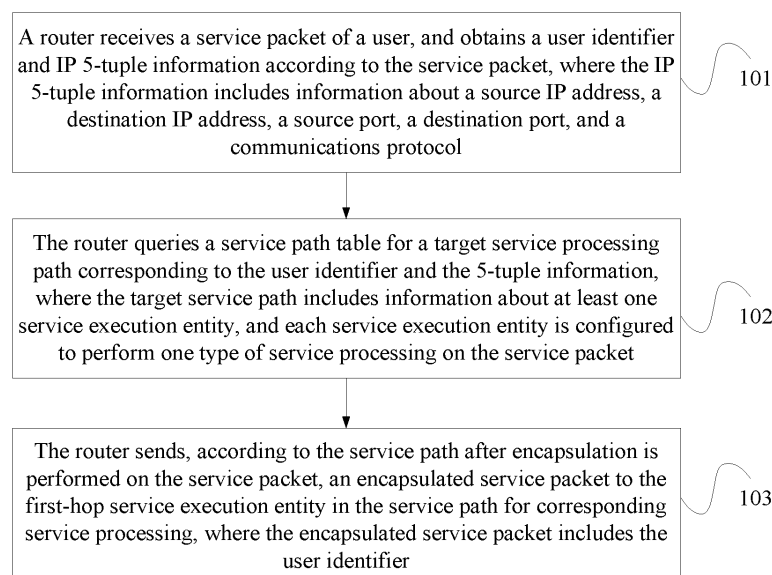 A router receives a service packet of a user, and obtains a user identifier
and IP 5-tuple information according to the service packet, where the IP
5-tuple information includes information about a source IP address, a
destination IP address, a source port, a destination port, and a
communications protocol
101
The router queries a service path table for a target service processing
path corresponding to the user identifier and the 5-tuple information,
where the target service path includes information about at least one
service execution entity, and each service execution entity is configured
to perform one type of service processing on the service packet
102
The router sends, according to the service path after encapsulation is
performed on the service packet, an encapsulated service packet to the
first-hop service execution entity in the service path for corresponding
service processing, where the encapsulated service packet includes the
user identifier
103